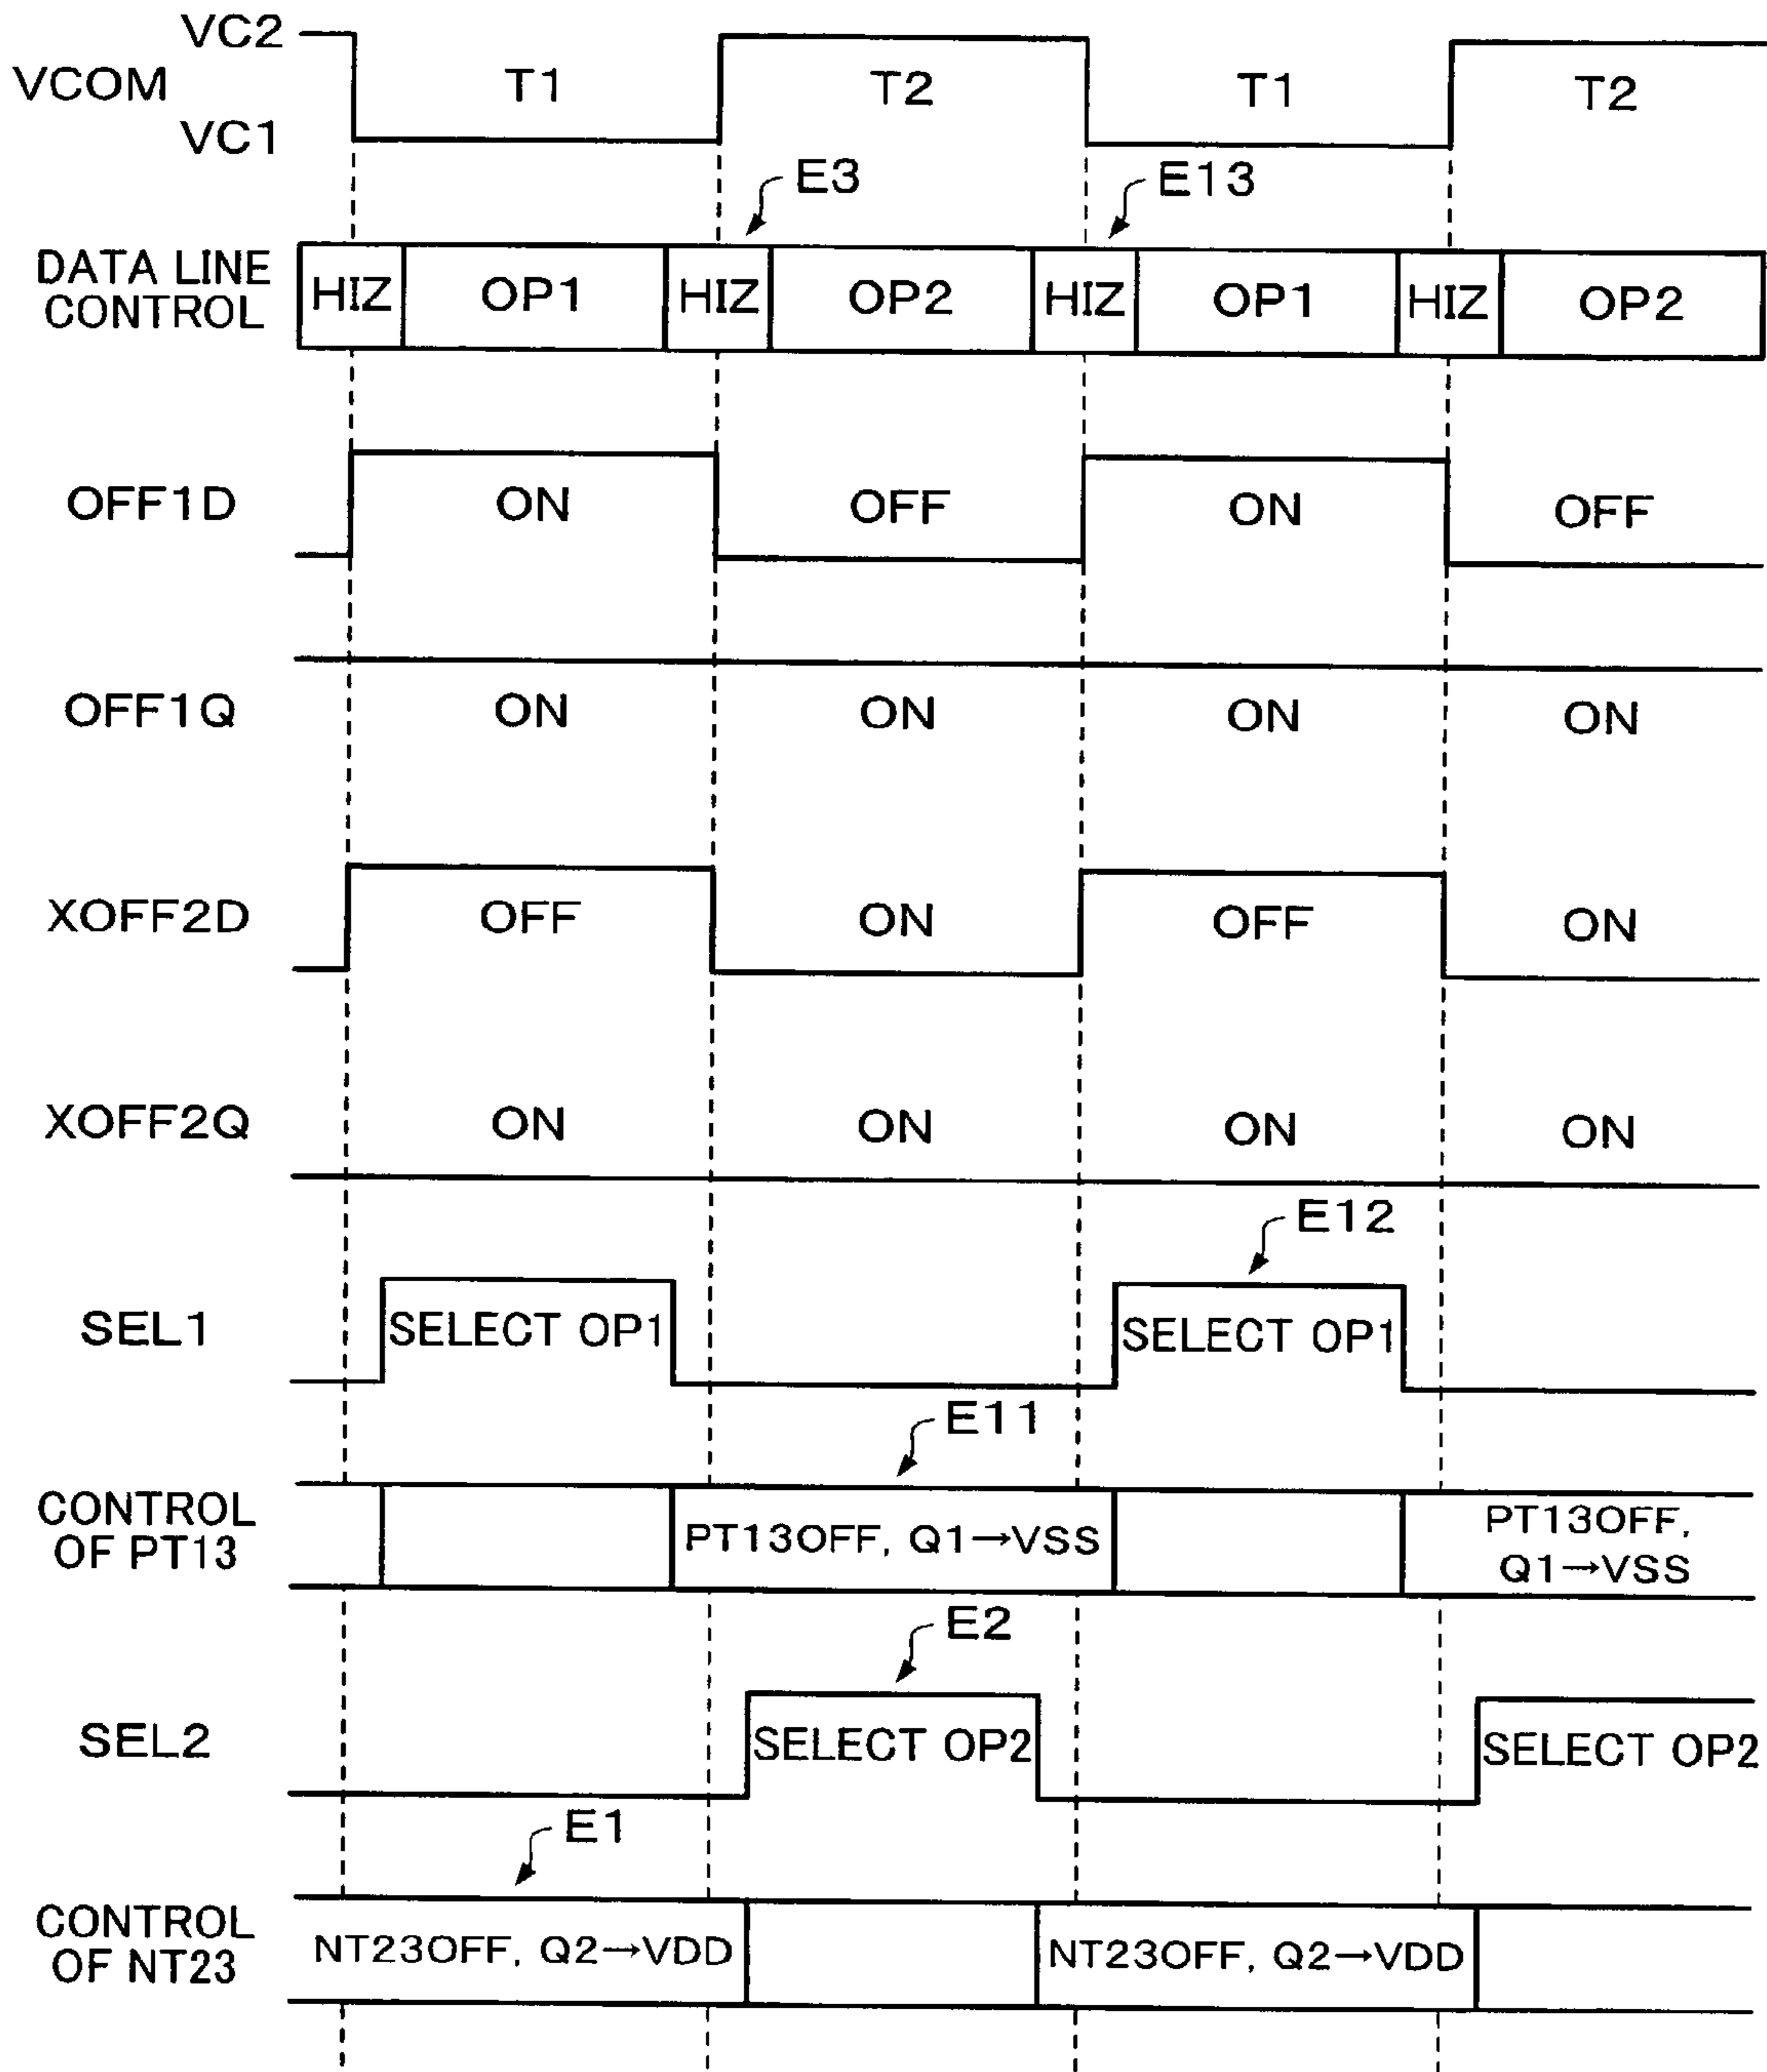 VC2
VCOM T1 T2 T1 T2
VC1
E3 E13
DATA LINE
CONTROL
HIZ OP1 HIZ OP2 HIZ OP1 HIZ OP2
OFF1D ON OFF ON OFF
OFF1Q ON ON ON ON
XOFF2D OFF ON OFF ON
XOFF2Q ON ON ON ON
E12
SEL1 SELECT OP1 SELECT OP1
E11
CONTROL
OF PT13
PT13OFF, Q1→VSS
PT13OFF,
Q1→VSS
E2
SEL2 SELECT OP2 SELECT OP2
E1
CONTROL
OF NT23
NT23OFF, Q2→VDD NT23OFF, Q2→VDD